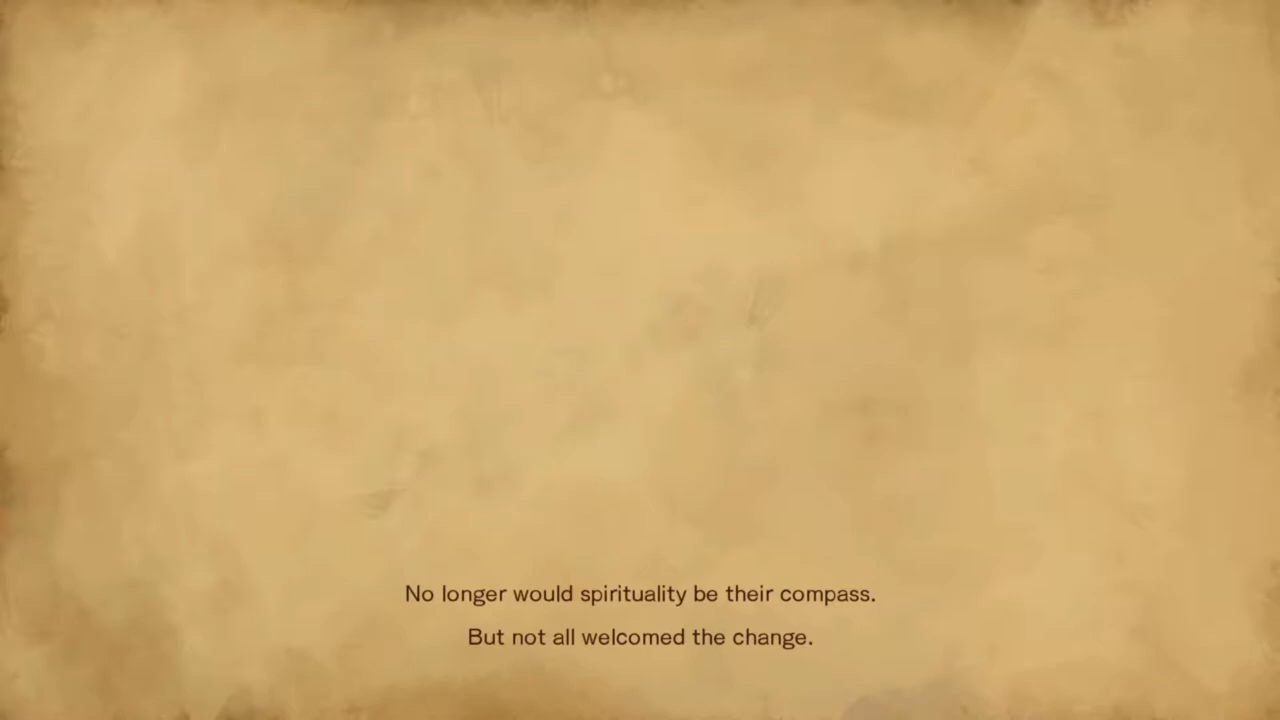 No longer would spirituality be their compass.
But not all welcomed the change.